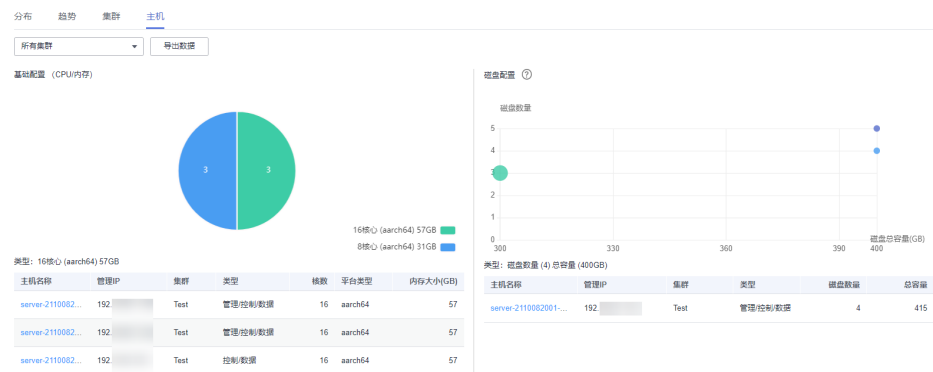 分布 趋势 集群 主机
所有集群 导出数据
基础配置 （CPU/内存）
3 3
16核心 (aarch64) 57GB
8核心 (aarch64) 31GB
类型：16核心 (aarch64) 57GB
主机名称 管理IP 集群 类型 核数 平台类型 内存大小(GB)
server-2110082... 192. Test 管理/控制/数据 16 aarch64 57
server-2110082... 192. Test 管理/控制/数据 16 aarch64 57
server-2110082... 192. Test 控制/数据 16 aarch64 57
磁盘配置 ?
磁盘数量
5
4
3
2
1
0
300 330 360 390 400
磁盘总容量(GB)
类型：磁盘数量 (4) 总容量 (400GB)
主机名称 管理IP 集群 类型 磁盘数量 总容量
server-2110082001-... 192. Test 管理/控制/数据 4 415